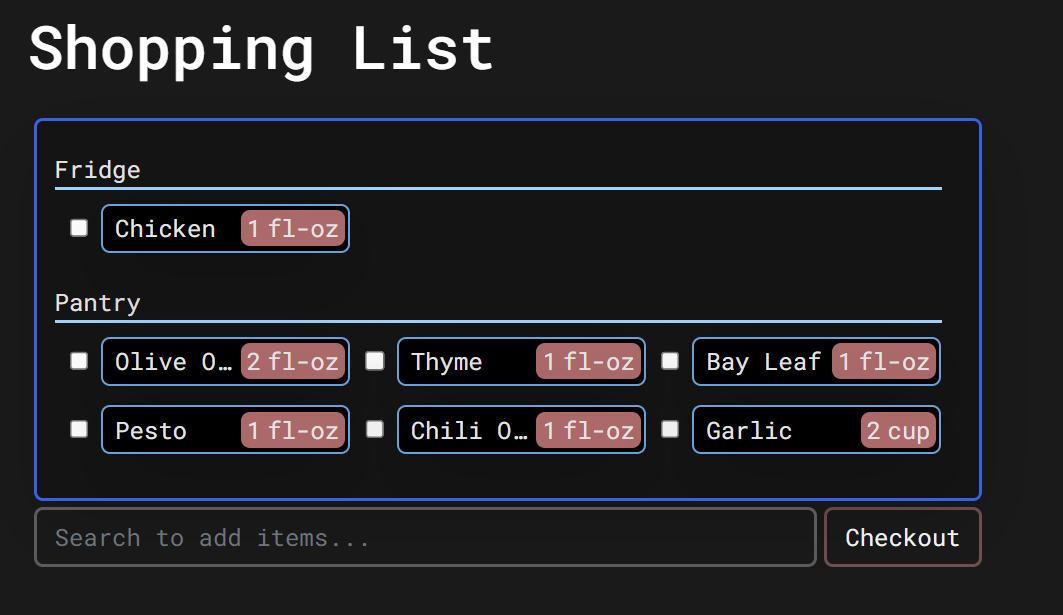 Shopping List
Fridge
Chicken 1 fl-oz
Pantry
Olive O… 2 fl-oz Thyme 1 fl-oz Bay Leaf 1 fl-oz
Pesto 1 fl-oz Chili O… 1 fl-oz Garlic 2 cup
Search to add items... Checkout